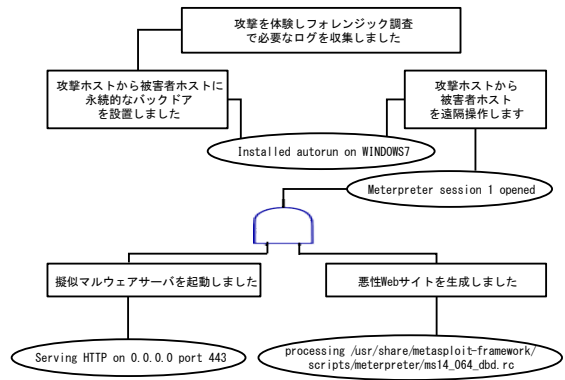 攻撃を体験しフォレンジック調査
で必要なログを収集しました
攻撃ホストから被害者ホストに
永続的なバックドア
を設置しました
攻撃ホストから
被害者ホスト
を遠隔操作します
Installed autorun on WINDOWS7
Meterpreter session 1 opened
擬似マルウェアサーバを起動しました
悪性Webサイトを生成しました
Serving HTTP on 0.0.0.0 port 443
processing /usr/share/metasploit-framework/
scripts/meterpreter/ms14_064_dbd.rc